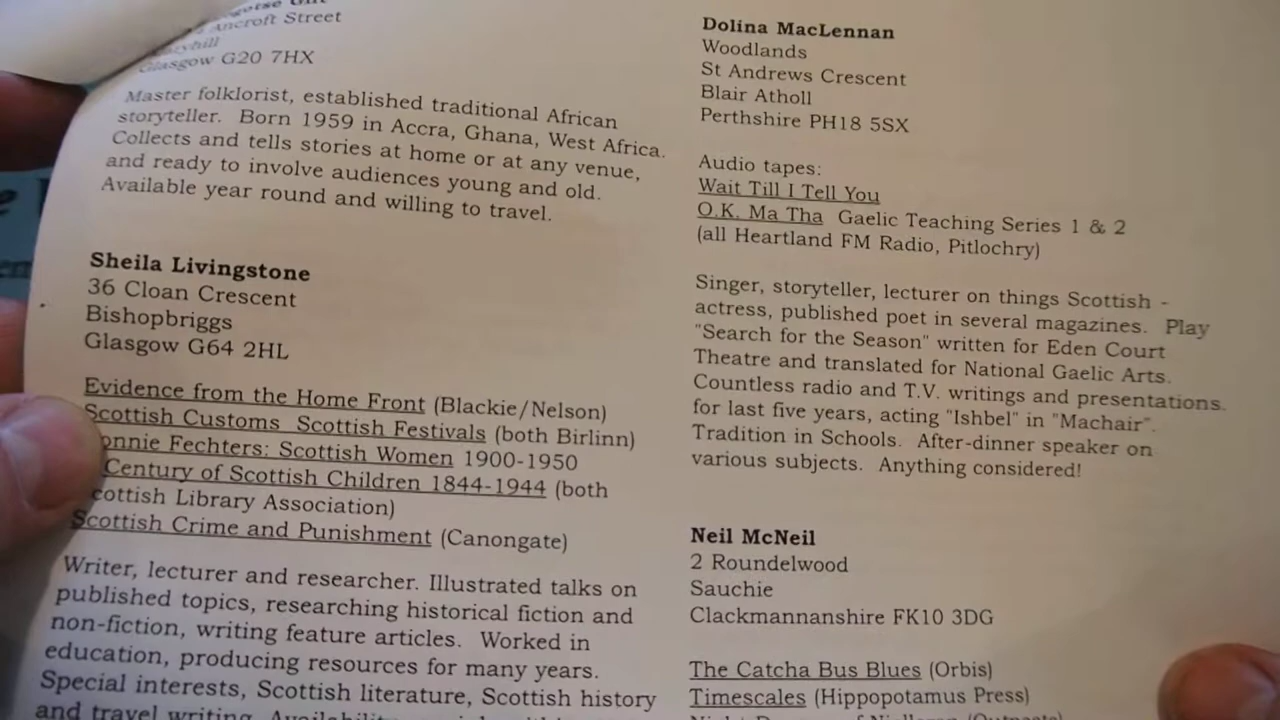 Ancroft Street
Glasgow G20 7HX
Master folklorist, established traditional African
storyteller. Born 1959 in Accra, Ghana, West Africa.
Collects and tells stories at home or at any venue,
and ready to involve audiences young and old.
Available year round and willing to travel.
Sheila Livingstone
36 Cloan Crescent
Bishopbriggs
Glasgow G64 2HL
Evidence from the Home Front (Blackie/Nelson)
Scottish Customs Scottish Festivals (both Birlinn)
onnie Fechters: Scottish Women 1900-1950
Century of Scottish Children 1844-1944 (both
cottish Library Association)
Scottish Crime and Punishment (Canongate)
Writer, lecturer and researcher. Illustrated talks on
published topics, researching historical fiction and
non-fiction, writing feature articles. Worked in
education, producing resources for many years.
Special interests, Scottish literature, Scottish history
and travel writing.
Dolina MacLennan
Woodlands
St Andrews Crescent
Blair Atholl
Perthshire PH18 5SX
Audio tapes:
Wait Till I Tell You
O.K. Ma Tha Gaelic Teaching Series 1 & 2
(all Heartland FM Radio, Pitlochry)
Singer, storyteller, lecturer on things Scottish -
actress, published poet in several magazines. Play
"Search for the Season" written for Eden Court
Theatre and translated for National Gaelic Arts.
Countless radio and T.V. writings and presentations.
for last five years, acting "Ishbel" in "Machair".
Tradition in Schools. After-dinner speaker on
various subjects. Anything considered!
Neil McNeil
2 Roundelwood
Sauchie
Clackmannanshire FK10 3DG
The Catcha Bus Blues (Orbis)
Timescales (Hippopotamus Press)